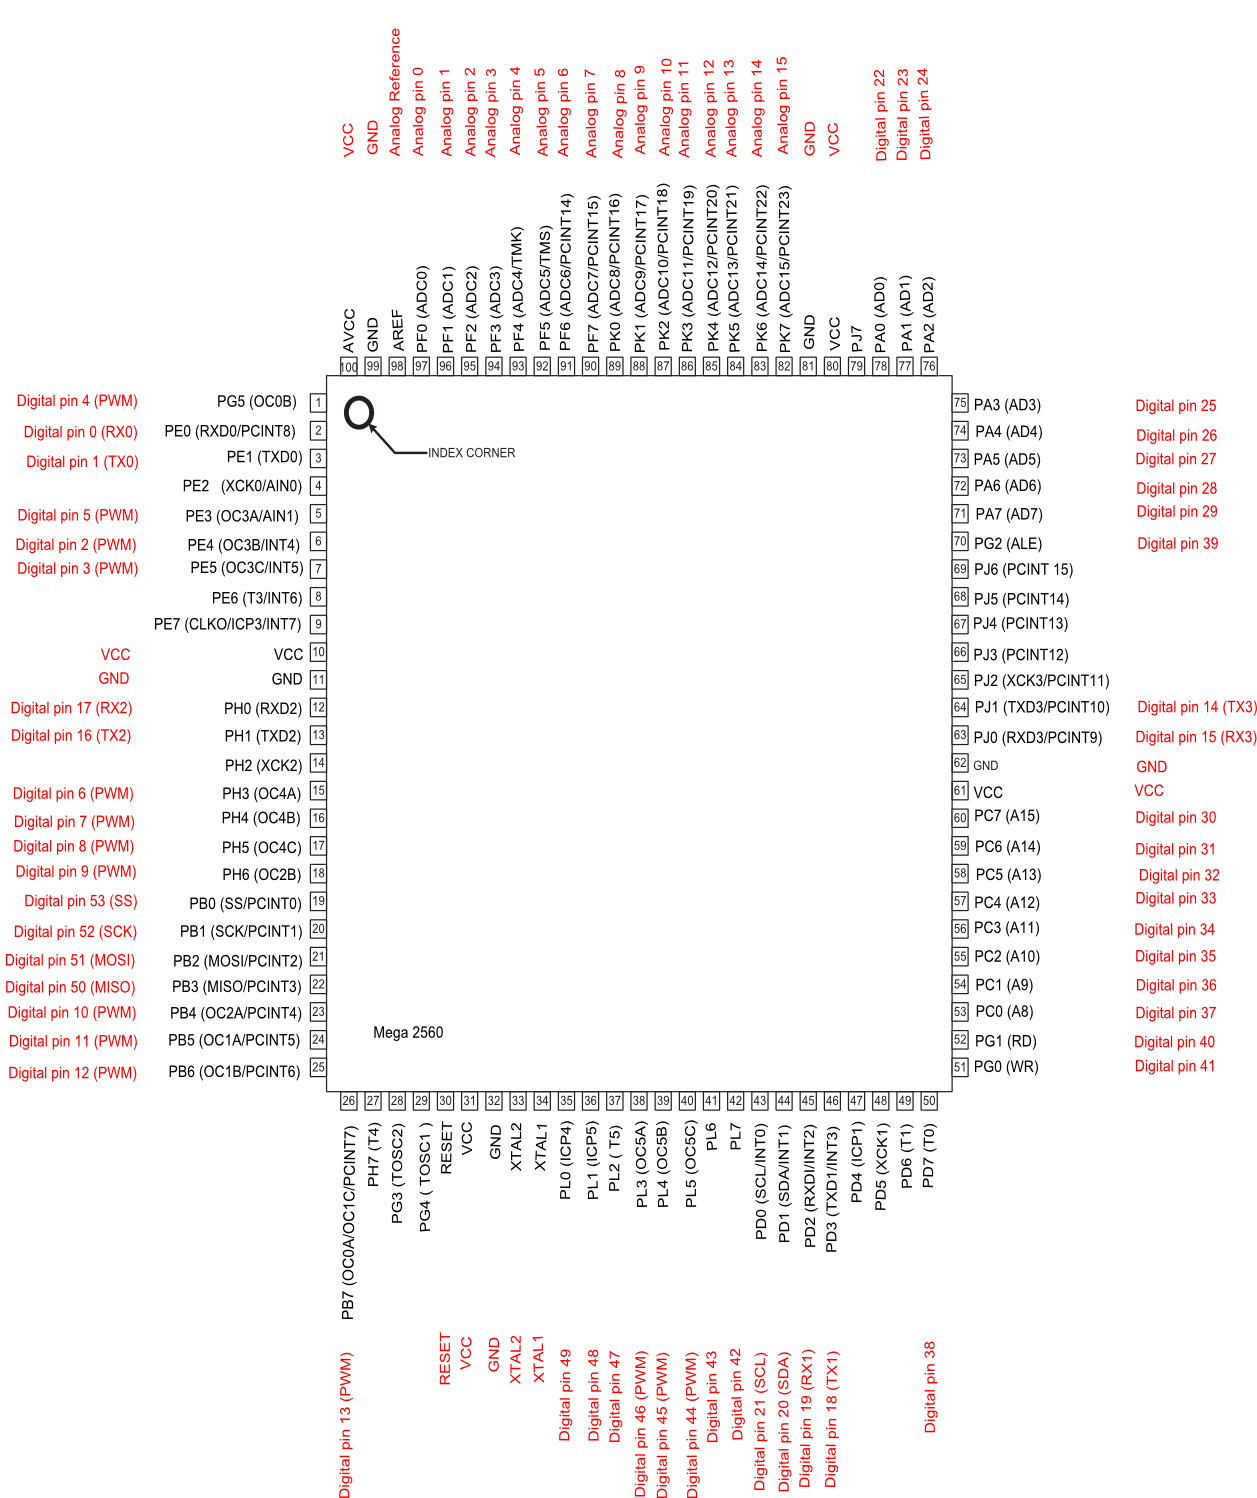 VCC
GND
Analog Reference
Analog pin 0
Analog pin 1
Analog pin 2
Analog pin 3
Analog pin 4
Analog pin 5
Analog pin 6
Analog pin 7
Analog pin 8
Analog pin 9
Analog pin 10
Analog pin 11
Analog pin 12
Analog pin 13
Analog pin 14
Analog pin 15
GND
VCC
Digital pin 22
Digital pin 23
Digital pin 24
AVCC
GND
AREF
PF0 (ADC0)
PF1 (ADC1)
PF2 (ADC2)
PF3 (ADC3)
PF4 (ADC4/TMK)
PF5 (ADC5/TMS)
PF6 (ADC6/PCINT14)
PF7 (ADC7/PCINT15)
PK0 (ADC8/PCINT16)
PK1 (ADC9/PCINT17)
PK2 (ADC10/PCINT18)
PK3 (ADC11/PCINT19)
PK4 (ADC12/PCINT20)
PK5 (ADC13/PCINT21)
PK6 (ADC14/PCINT22)
PK7 (ADC15/PCINT23)
GND
VCC
PJ7
PA0 (AD0)
PA1 (AD1)
PA2 (AD2)
100 99 98 97 96 95 94 93 92 91 90 89 88 87 86 85 84 83 82 81 80 79 78 77 76
Digital pin 4 (PWM) PG5 (OC0B) 1
Digital pin 0 (RX0) PE0 (RXD0/PCINT8) 2
Digital pin 1 (TX0) PE1 (TXD0) 3
PE2 (XCK0/AIN0) 4
Digital pin 5 (PWM) PE3 (OC3A/AIN1) 5
Digital pin 2 (PWM) PE4 (OC3B/INT4) 6
Digital pin 3 (PWM) PE5 (OC3C/INT5) 7
PE6 (T3/INT6) 8
PE7 (CLKO/ICP3/INT7) 9
VCC VCC 10
GND GND 11
Digital pin 17 (RX2) PH0 (RXD2) 12
Digital pin 16 (TX2) PH1 (TXD2) 13
PH2 (XCK2) 14
Digital pin 6 (PWM) PH3 (OC4A) 15
Digital pin 7 (PWM) PH4 (OC4B) 16
Digital pin 8 (PWM) PH5 (OC4C) 17
Digital pin 9 (PWM) PH6 (OC2B) 18
Digital pin 53 (SS) PB0 (SS/PCINT0) 19
Digital pin 52 (SCK) PB1 (SCK/PCINT1) 20
Digital pin 51 (MOSI) PB2 (MOSI/PCINT2) 21
Digital pin 50 (MISO) PB3 (MISO/PCINT3) 22
Digital pin 10 (PWM) PB4 (OC2A/PCINT4) 23
Digital pin 11 (PWM) PB5 (OC1A/PCINT5) 24
Digital pin 12 (PWM) PB6 (OC1B/PCINT6) 25
INDEX CORNER
Mega 2560
75 PA3 (AD3) Digital pin 25
74 PA4 (AD4) Digital pin 26
73 PA5 (AD5) Digital pin 27
72 PA6 (AD6) Digital pin 28
71 PA7 (AD7) Digital pin 29
70 PG2 (ALE) Digital pin 39
69 PJ6 (PCINT 15)
68 PJ5 (PCINT14)
67 PJ4 (PCINT13)
66 PJ3 (PCINT12)
65 PJ2 (XCK3/PCINT11)
64 PJ1 (TXD3/PCINT10) Digital pin 14 (TX3)
63 PJ0 (RXD3/PCINT9) Digital pin 15 (RX3)
62 GND GND
61 VCC VCC
60 PC7 (A15) Digital pin 30
59 PC6 (A14) Digital pin 31
58 PC5 (A13) Digital pin 32
57 PC4 (A12) Digital pin 33
56 PC3 (A11) Digital pin 34
55 PC2 (A10) Digital pin 35
54 PC1 (A9) Digital pin 36
53 PC0 (A8) Digital pin 37
52 PG1 (RD) Digital pin 40
51 PG0 (WR) Digital pin 41
26 27 28 29 30 31 32 33 34 35 36 37 38 39 40 41 42 43 44 45 46 47 48 49 50
PB7 (OC0A/OC1C/PCINT7)
PH7 (T4)
PG3 (TOSC2)
PG4 ( TOSC1 )
RESET
VCC
GND
XTAL2
XTAL1
PL0 (ICP4)
PL1 (ICP5)
PL2 ( T5)
PL3 (OC5A)
PL4 (OC5B)
PL5 (OC5C)
PL6
PL7
PD0 (SCL/INT0)
PD1 (SDA/INT1)
PD2 (RXDI/INT2)
PD3 (TXD1/INT3)
PD4 (ICP1)
PD5 (XCK1)
PD6 (T1)
PD7 (T0)
Digital pin 13 (PWM)
RESET
VCC
GND
XTAL2
XTAL1
Digital pin 49
Digital pin 48
Digital pin 47
Digital pin 46 (PWM)
Digital pin 45 (PWM)
Digital pin 44 (PWM)
Digital pin 43
Digital pin 42
Digital pin 21 (SCL)
Digital pin 20 (SDA)
Digital pin 19 (RX1)
Digital pin 18 (TX1)
Digital pin 38